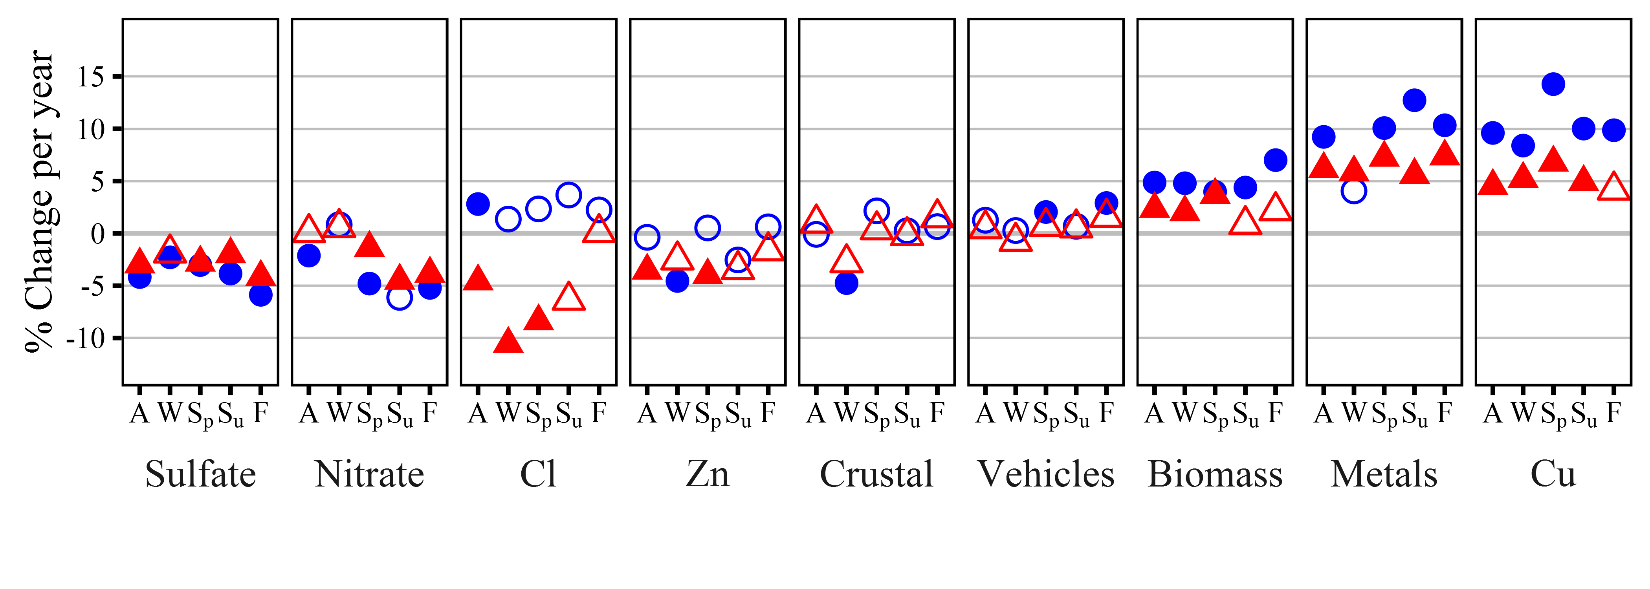 % Change per year
15
10
5
0
-5
-10
A W Sp Su F A W Sp Su F A W Sp Su F A W Sp Su F A W Sp Su F A W Sp Su F A W Sp Su F A W Sp Su F A W Sp Su F
Sulfate Nitrate Cl Zn Crustal Vehicles Biomass Metals Cu